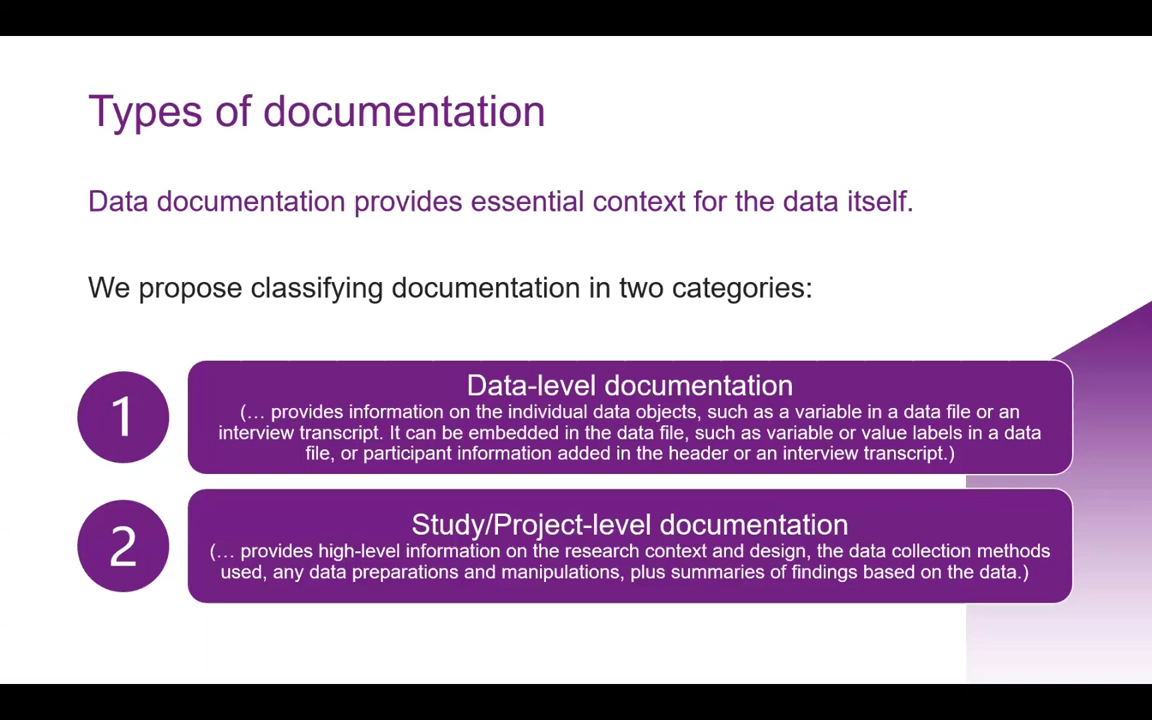 Types of documentation
Data documentation provides essential context for the data itself.
We propose classifying documentation in two categories:
1
Data-level documentation
(… provides information on the individual data objects, such as a variable in a data file or an
interview transcript. It can be embedded in the data file, such as variable or value labels in a data
file, or participant information added in the header or an interview transcript.)
2
Study/Project-level documentation
(… provides high-level information on the research context and design, the data collection methods
used, any data preparations and manipulations, plus summaries of findings based on the data.)